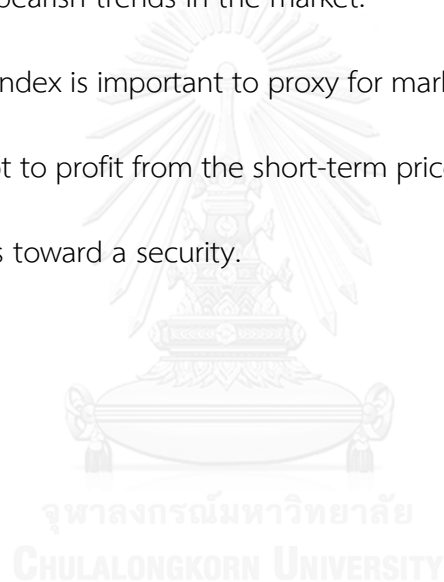 bearish trends in the market.
ndex is important to proxy for mark
t to profit from the short-term price
s toward a security.
จุฬาลงกรณ์มหาวิทยาลัย
CHULALONGKORN UNIVERSITY